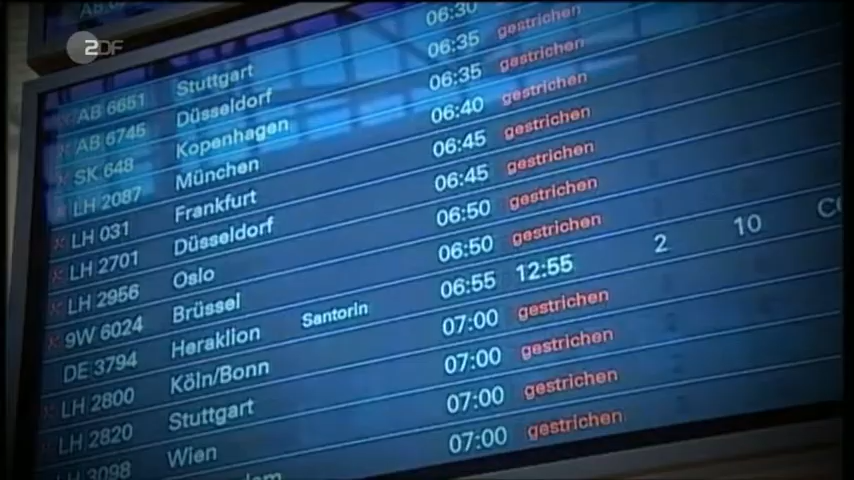 ZDF
AB 6651 Stuttgart 06:30
AB 6745 Düsseldorf 06:35 gestrichen
SK 648 Kopenhagen 06:35 gestrichen
LH 2087 München 06:40 gestrichen
LH 031 Frankfurt 06:45 gestrichen
LH 2701 Düsseldorf 06:45 gestrichen
LH 2956 Oslo 06:50 gestrichen
9W 6024 Brüssel 06:50 gestrichen
DE 3794 Heraklion Santorin 06:55 12:55 2 10
LH 2800 Köln/Bonn 07:00 gestrichen
LH 2820 Stuttgart 07:00 gestrichen
LH 3098 Wien 07:00 gestrichen
07:00 gestrichen